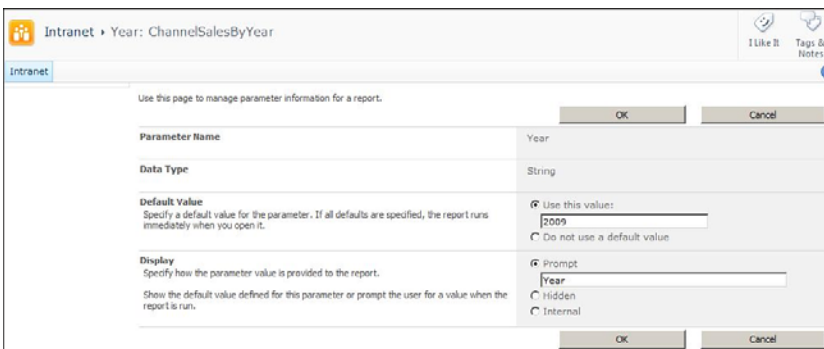 Intranet ▸ Year: ChannelSalesByYear
I Like It
Tags &
Notes
Intranet
Use this page to manage parameter information for a report.
OK Cancel
Parameter Name
Year
Data Type
String
Default Value
Specify a default value for the parameter. If all defaults are specified, the report runs
immediately when you open it.
Use this value:
2009
Do not use a default value
Display
Specify how the parameter value is provided to the report.
Show the default value defined for this parameter or prompt the user for a value when the
report is run.
Prompt
Year
Hidden
Internal
OK Cancel